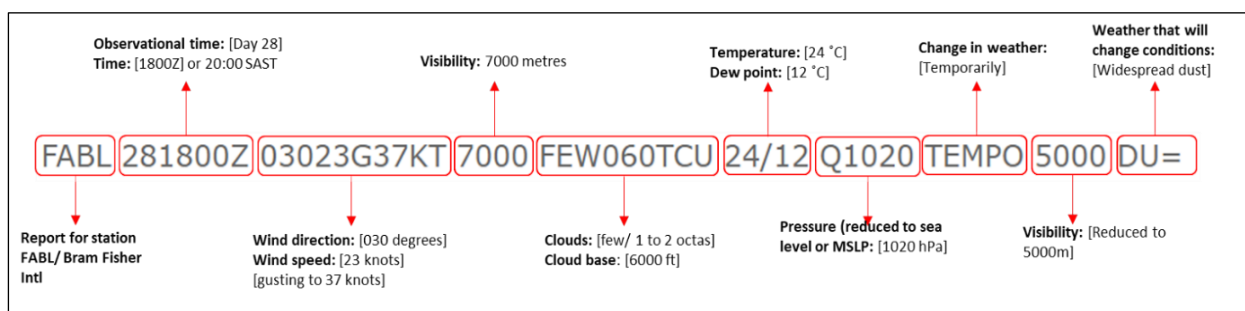 Observational time: [Day 28]
Time: [1800Z] or 20:00 SAST
Visibility: 7000 metres
Temperature: [24 ˚C]
Dew point: [12 ˚C]
Change in weather:
[Temporarily]
Weather that will
change conditions:
[Widespread dust]
FABL 281800Z 03023G37KT 7000 FEW060TCU 24/12 Q1020 TEMPO 5000 DU=
Report for station
FABL/ Bram Fisher
Intl
Wind direction: [030 degrees]
Wind speed: [23 knots]
[gusting to 37 knots]
Clouds: [few/ 1 to 2 octas]
Cloud base: [6000 ft]
Pressure (reduced to sea
level or MSLP: [1020 hPa]
Visibility: [Reduced to
5000m]